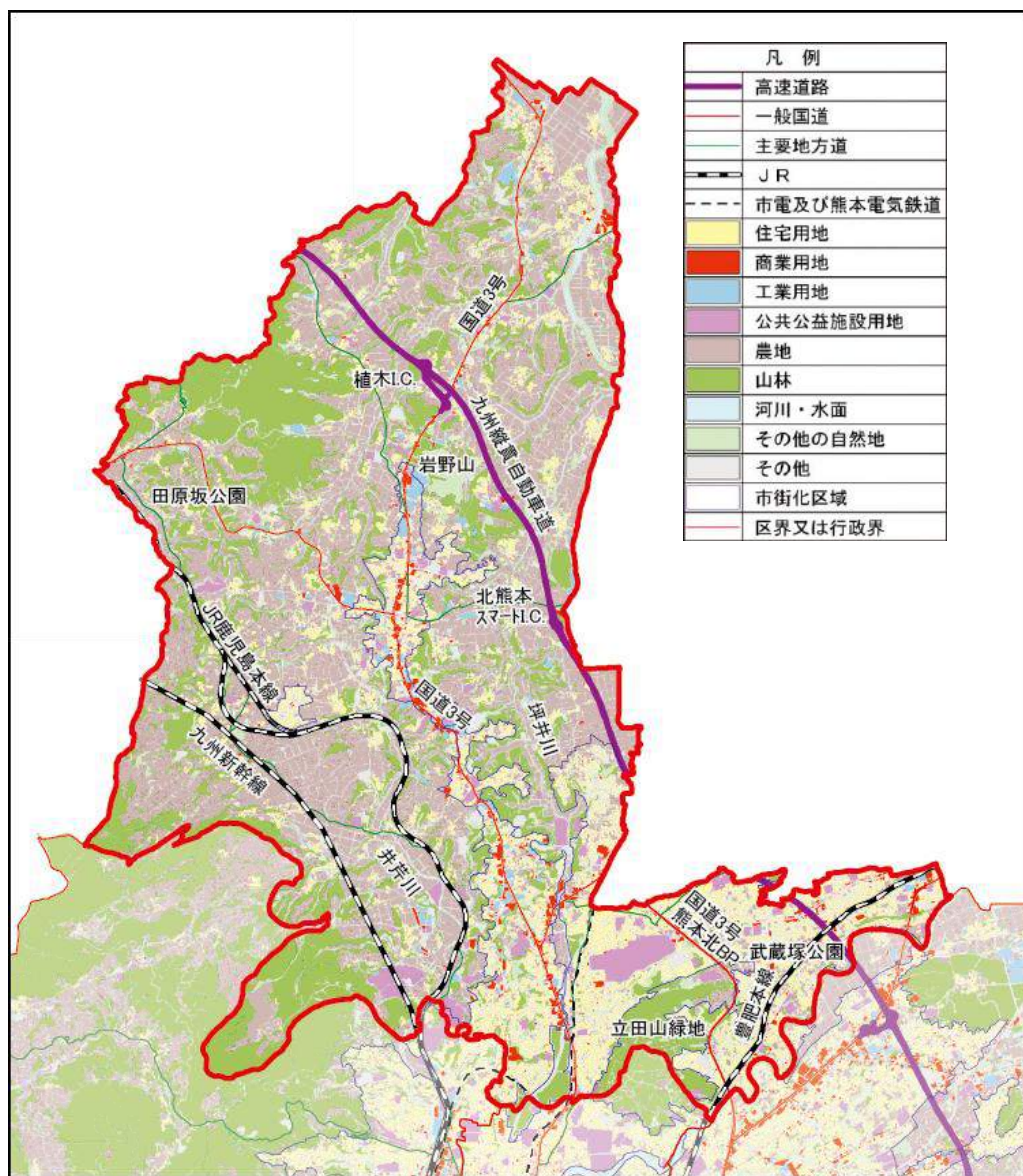 凡 例
高速道路
一般国道
主要地方道
ＪＲ
市電及び熊本電気鉄道
住宅用地
商業用地
工業用地
公共公益施設用地
農地
山林
河川・水面
その他の自然地
その他
市街化区域
区界又は行政界
国道3号
植木I.C.
九州縦貫自動車道
岩野山
田原坂公園
北熊本
スマートI.C.
JR鹿児島本線
国道3号
坪井川
九州新幹線
井芹川
国道3号
熊本北BP
武蔵塚公園
豊肥本線
立田山緑地